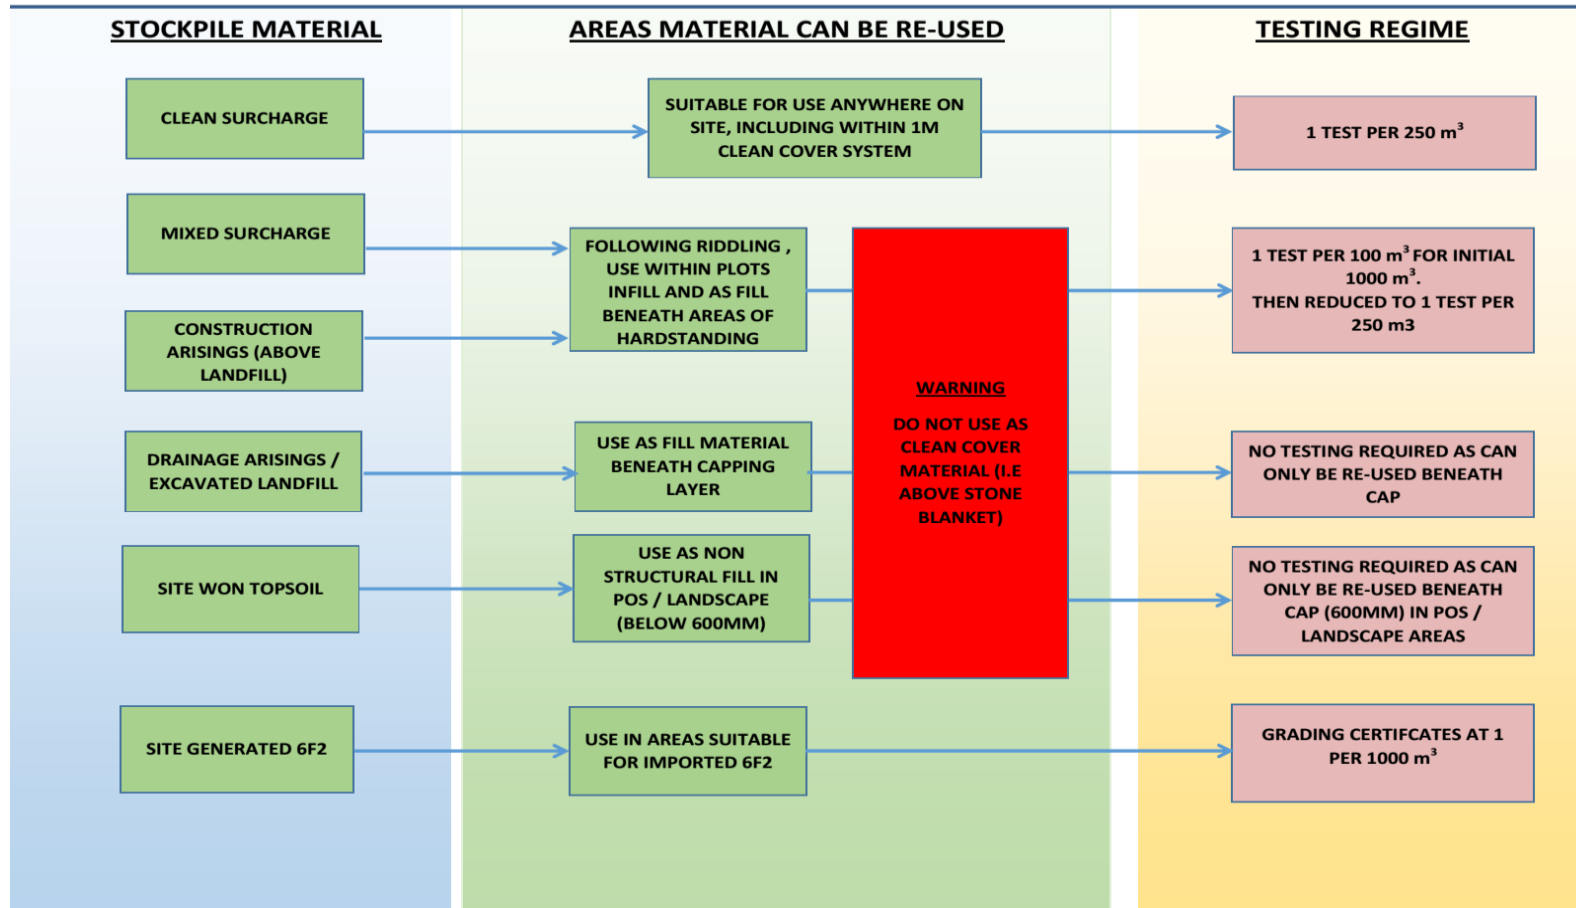 STOCKPILE MATERIAL
AREAS MATERIAL CAN BE RE-USED
TESTING REGIME
CLEAN SURCHARGE
SUITABLE FOR USE ANYWHERE ON
SITE, INCLUDING WITHIN 1M
CLEAN COVER SYSTEM
1 TEST PER 250 m³
MIXED SURCHARGE
CONSTRUCTION
ARISINGS (ABOVE
LANDFILL)
FOLLOWING RIDDLING ,
USE WITHIN PLOTS
INFILL AND AS FILL
BENEATH AREAS OF
HARDSTANDING
1 TEST PER 100 m³ FOR INITIAL
1000 m³.
THEN REDUCED TO 1 TEST PER
250 m3
WARNING
DO NOT USE AS
CLEAN COVER
MATERIAL (I.E
ABOVE STONE
BLANKET)
DRAINAGE ARISINGS /
EXCAVATED LANDFILL
USE AS FILL MATERIAL
BENEATH CAPPING
LAYER
NO TESTING REQUIRED AS CAN
ONLY BE RE-USED BENEATH
CAP
SITE WON TOPSOIL
USE AS NON
STRUCTURAL FILL IN
POS / LANDSCAPE
(BELOW 600MM)
NO TESTING REQUIRED AS CAN
ONLY BE RE-USED BENEATH
CAP (600MM) IN POS /
LANDSCAPE AREAS
SITE GENERATED 6F2
USE IN AREAS SUITABLE
FOR IMPORTED 6F2
GRADING CERTIFCATES AT 1
PER 1000 m³